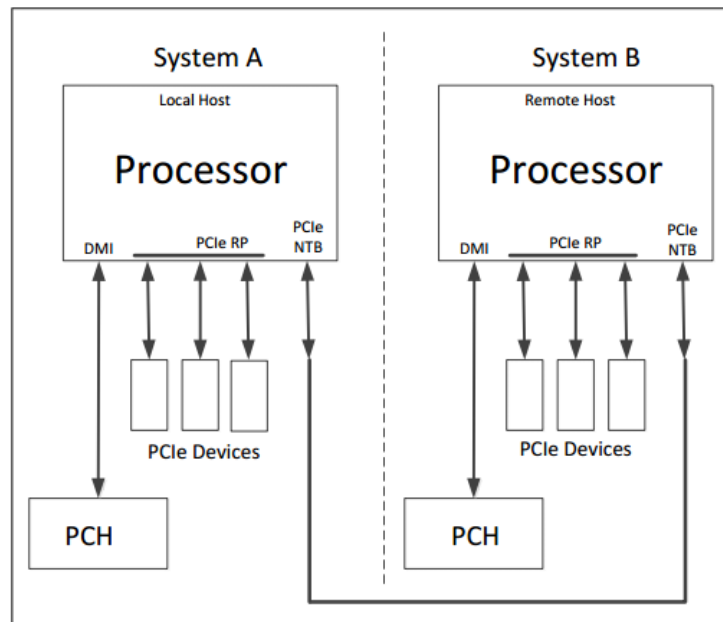 System A
Local Host
Processor
DMI
PCIe RP
PCIe
NTB
PCIe Devices
PCH
System B
Remote Host
Processor
DMI
PCIe RP
PCIe
NTB
PCIe Devices
PCH